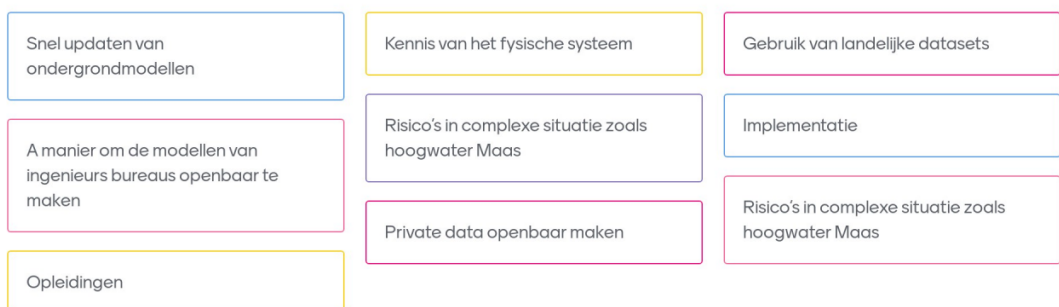 Snel updaten van
ondergrondmodellen
A manier om de modellen van
ingenieurs bureaus openbaar te
maken
Opleidingen
Kennis van het fysische systeem
Risico's in complexe situatie zoals
hoogwater Maas
Private data openbaar maken
Gebruik van landelijke datasets
Implementatie
Risico's in complexe situatie zoals
hoogwater Maas